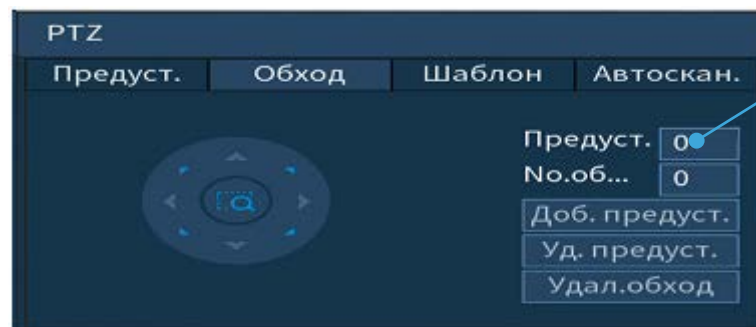 PTZ
Предуст. Обход Шаблон Автоскан.
Предуст. 0
No.об... 0
Доб. предуст.
Уд. предуст.
Удал.обход